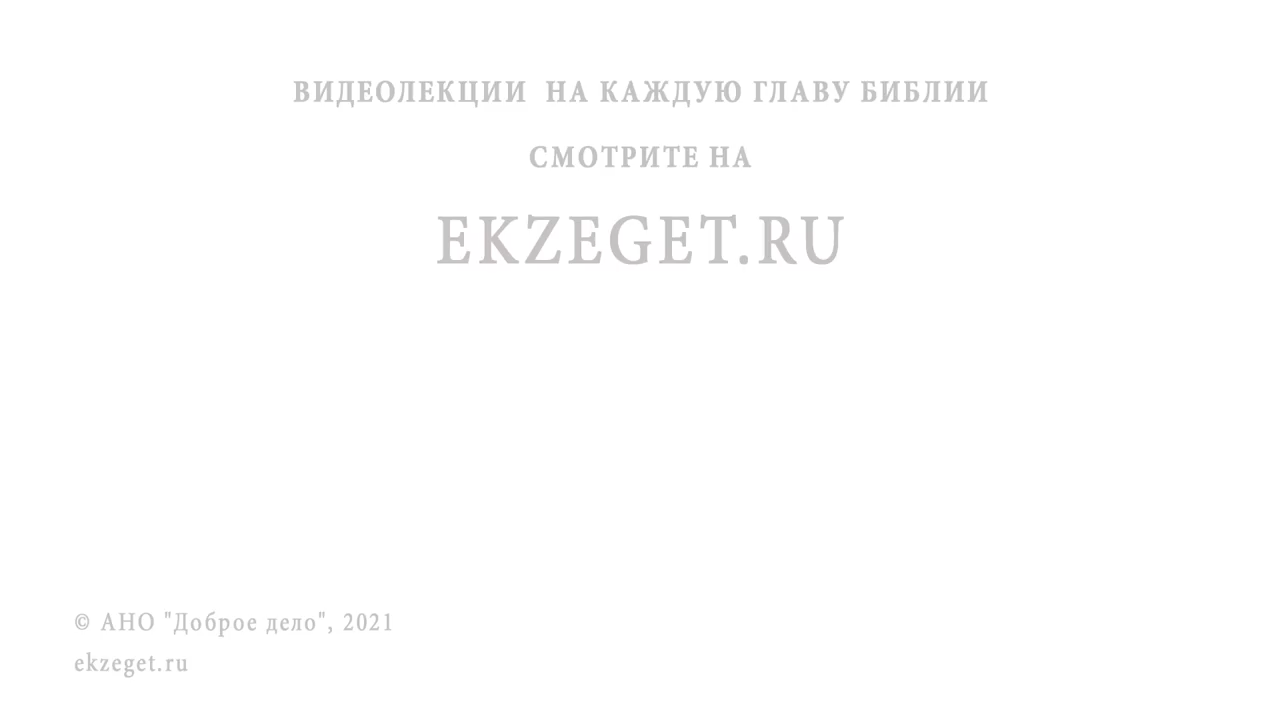 ВИДЕОЛЕКЦИИ НА КАЖДУЮ ГЛАВУ БИБЛИИ
СМОТРИТЕ НА
EKZEGET.RU
© АНО "Доброе дело", 2021
ekzeget.ru